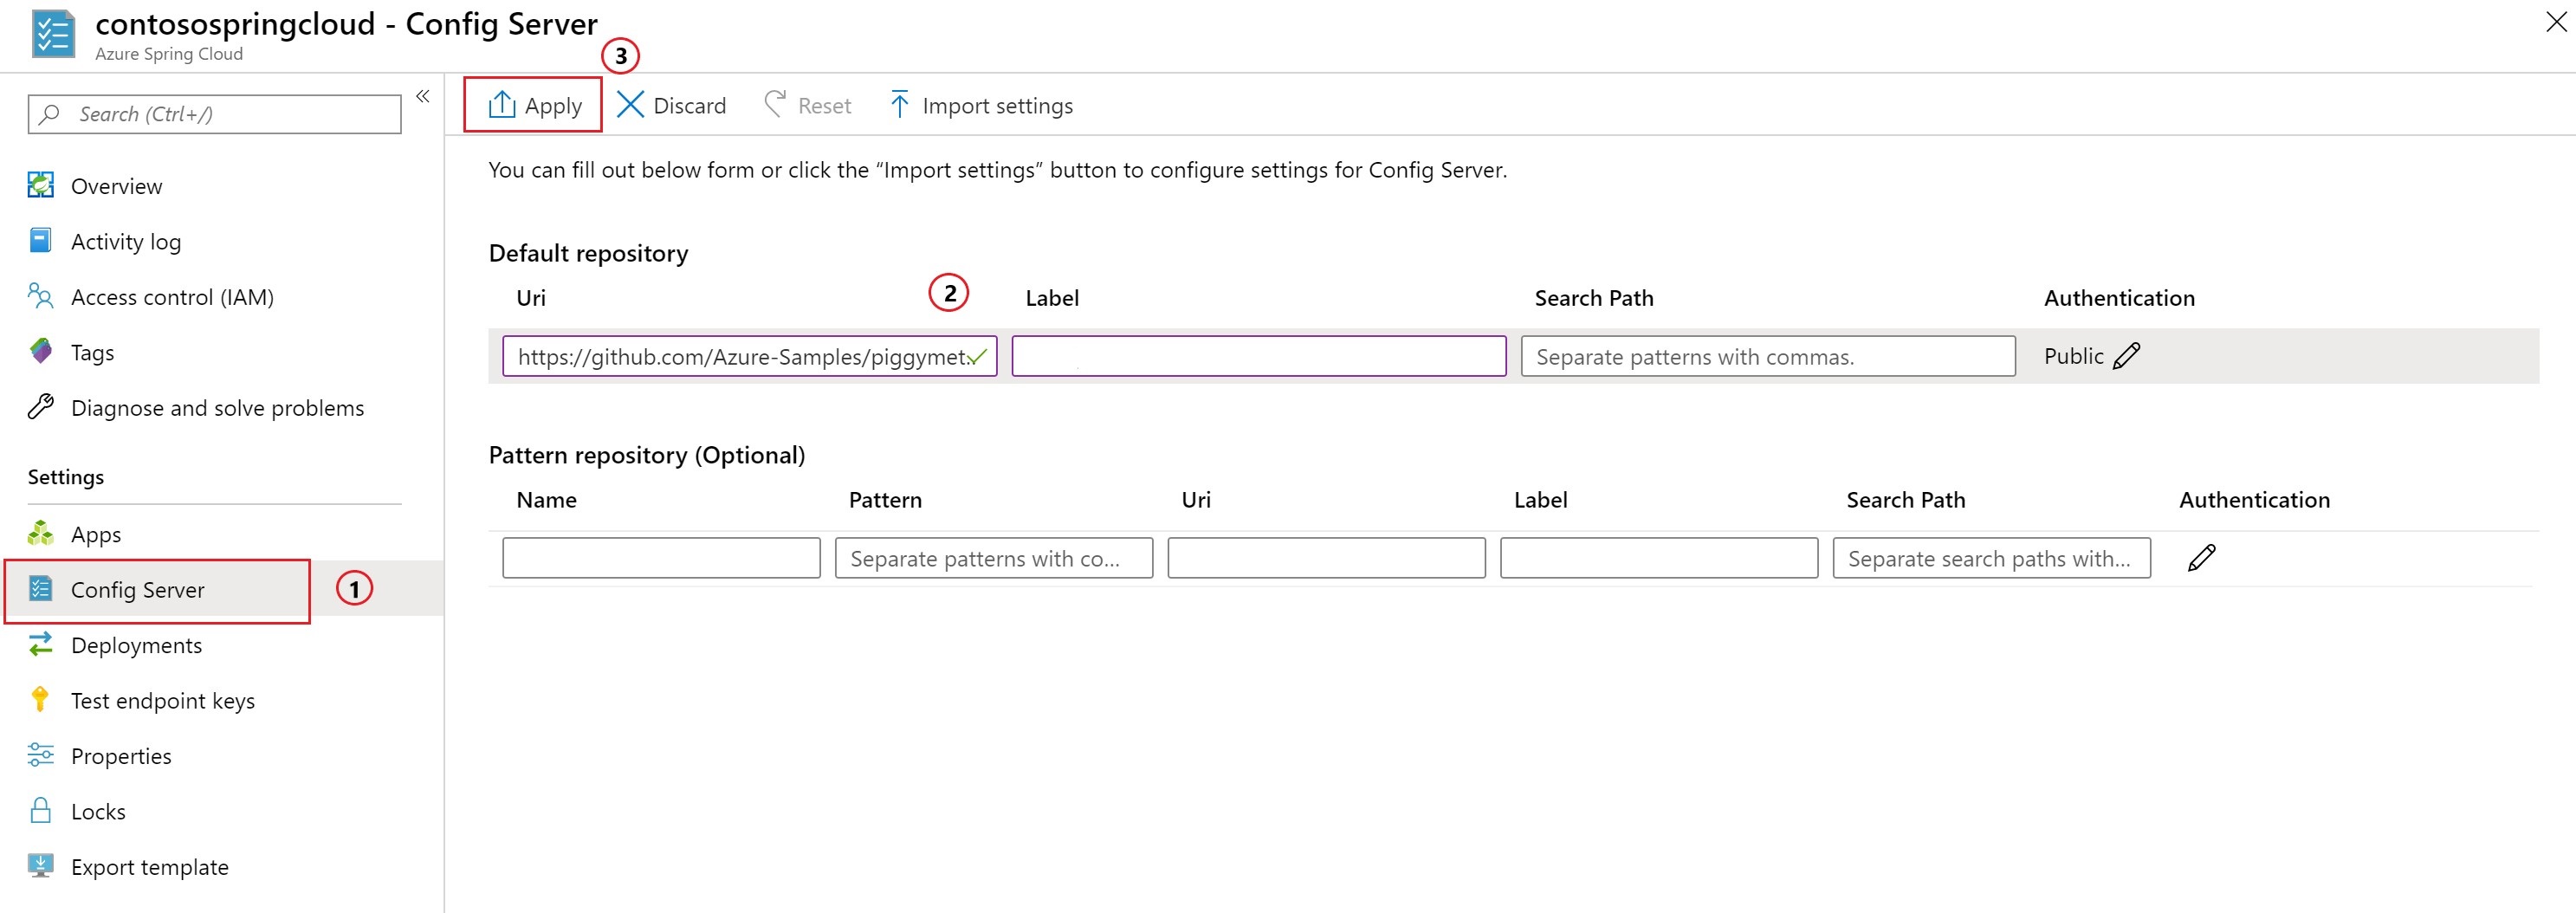 contosospringcloud - Config Server
Azure Spring Cloud
3
Search (Ctrl+/)
«
Apply
Discard
Reset
Import settings
You can fill out below form or click the “Import settings” button to configure settings for Config Server.
Overview
Activity log
Access control (IAM)
Tags
Diagnose and solve problems
Settings
Apps
Config Server
1
Deployments
Test endpoint keys
Properties
Locks
Export template
Default repository
Uri
2
Label
Search Path
Authentication
https://github.com/Azure-Samples/piggymet..
Separate patterns with commas.
Public
Pattern repository (Optional)
Name
Pattern
Uri
Label
Search Path
Authentication
Separate patterns with co...
Separate search paths with...